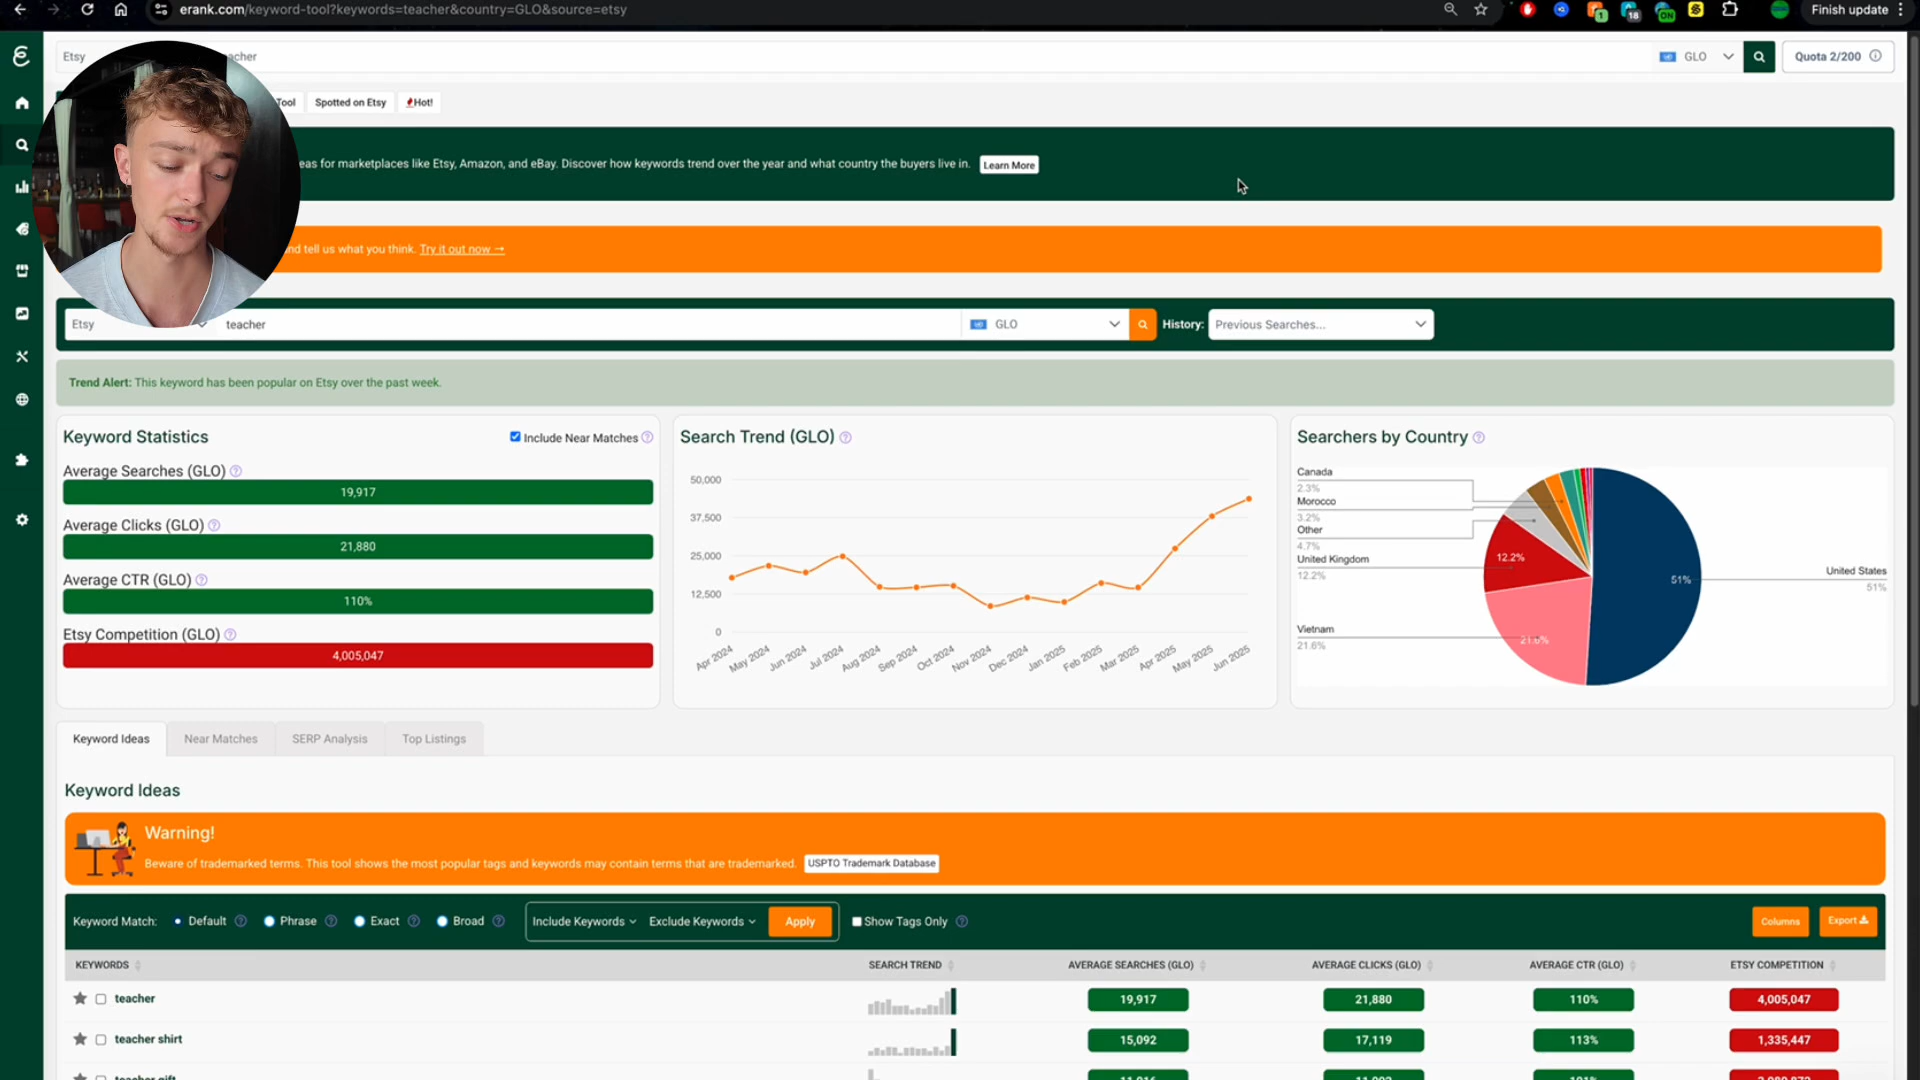 erank.com/keyword-tool?keywords=teacher&country=GLO&source=etsy
Finish update
Etsy
GLO
Quota 2/200
Tool
Spotted on Etsy
Hot!
for marketplaces like Etsy, Amazon, and eBay. Discover how keywords trend over the year and what country the buyers live in.
Learn More
tell us what you think. Try it out now →
Etsy
teacher
GLO
History:
Previous Searches...
Trend Alert: This keyword has been popular on Etsy over the past week.
Keyword Statistics
Include Near Matches
Average Searches (GLO)
19,917
Average Clicks (GLO)
21,880
Average CTR (GLO)
110%
Etsy Competition (GLO)
4,005,047
Search Trend (GLO)
50,000
37,500
25,000
12,500
0
Apr 2024
May 2024
Jun 2024
Jul 2024
Aug 2024
Sep 2024
Oct 2024
Nov 2024
Dec 2024
Jan 2025
Feb 2025
Mar 2025
Apr 2025
May 2025
Jun 2025
Searchers by Country
Canada
2.3%
Morocco
3.2%
Other
4.7%
United Kingdom
12.2%
12.2%
Vietnam
21.6%
21.6%
51%
United States
51%
Keyword Ideas
Near Matches
SERP Analysis
Top Listings
Keyword Ideas
Warning!
Beware of trademarked terms. This tool shows the most popular tags and keywords may contain terms that are trademarked.
USPTO Trademark Database
Keyword Match:
Default
Phrase
Exact
Broad
Include Keywords
Exclude Keywords
Apply
Show Tags Only
Columns
Export
KEYWORDS
SEARCH TREND
AVERAGE SEARCHES (GLO)
AVERAGE CLICKS (GLO)
AVERAGE CTR (GLO)
ETSY COMPETITION
teacher
19,917
21,880
110%
4,005,047
teacher shirt
15,092
17,119
113%
1,335,447
teacher gift